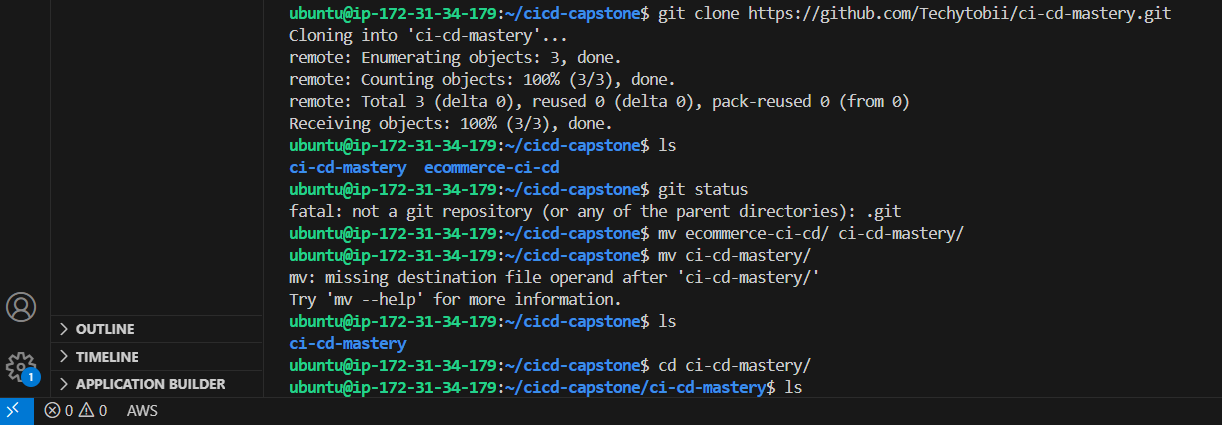 ubuntu@ip-172-31-34-179:~/cicd-capstone$ git clone https://github.com/Techytobii/ci-cd-mastery.git
Cloning into 'ci-cd-mastery'...
remote: Enumerating objects: 3, done.
remote: Counting objects: 100% (3/3), done.
remote: Total 3 (delta 0), reused 0 (delta 0), pack-reused 0 (from 0)
Receiving objects: 100% (3/3), done.
ubuntu@ip-172-31-34-179:~/cicd-capstone$ ls
ci-cd-mastery  ecommerce-ci-cd
ubuntu@ip-172-31-34-179:~/cicd-capstone$ git status
fatal: not a git repository (or any of the parent directories): .git
ubuntu@ip-172-31-34-179:~/cicd-capstone$ mv ecommerce-ci-cd/ ci-cd-mastery/
ubuntu@ip-172-31-34-179:~/cicd-capstone$ mv ci-cd-mastery/
mv: missing destination file operand after 'ci-cd-mastery/'
Try 'mv --help' for more information.
ubuntu@ip-172-31-34-179:~/cicd-capstone$ ls
ci-cd-mastery
ubuntu@ip-172-31-34-179:~/cicd-capstone$ cd ci-cd-mastery/
ubuntu@ip-172-31-34-179:~/cicd-capstone/ci-cd-mastery$ ls
OUTLINE
TIMELINE
APPLICATION BUILDER
1
0 0 AWS